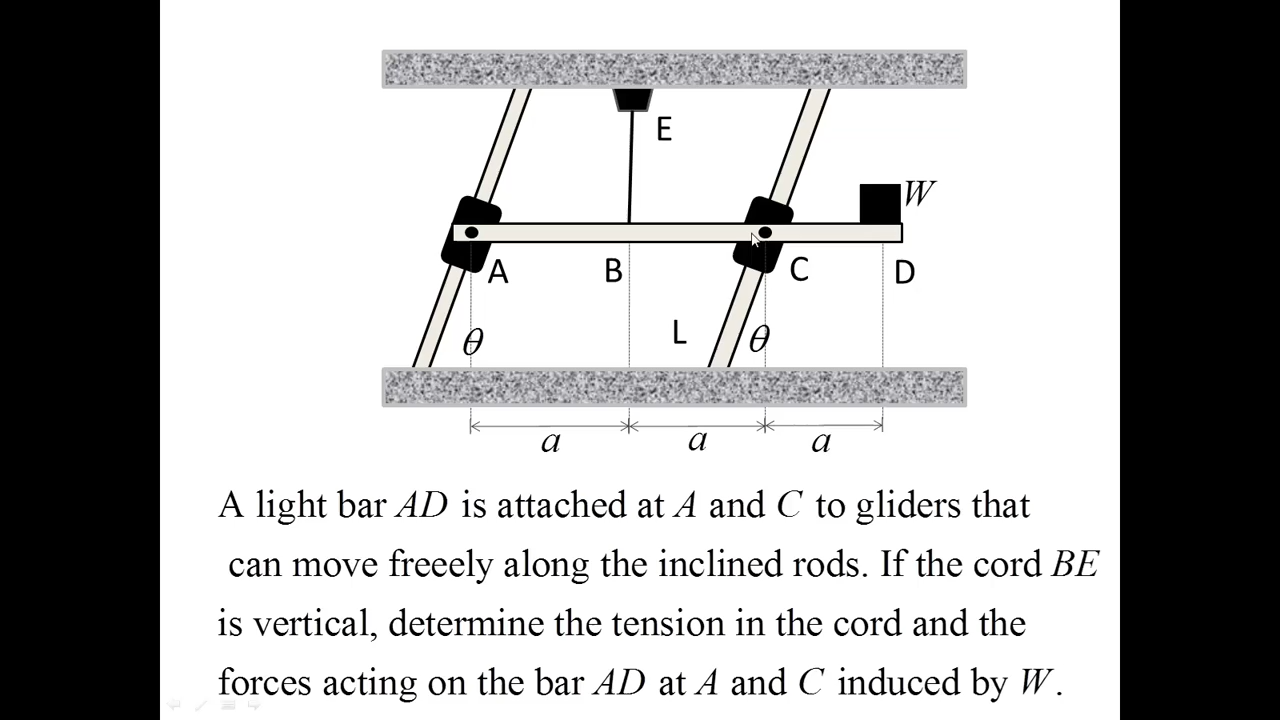 E
W
A
B
C
D
θ
L
θ
a
a
a
A light bar AD is attached at A and C to gliders that
can move freeely along the inclined rods. If the cord BE
is vertical, determine the tension in the cord and the
forces acting on the bar AD at A and C induced by W.